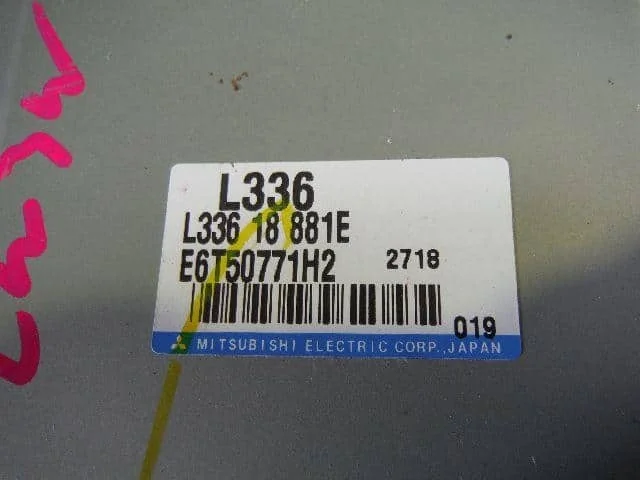 L336
L336 18 881E
E6T50771H2 2718
019
MITSUBISHI ELECTRIC CORP.,JAPAN